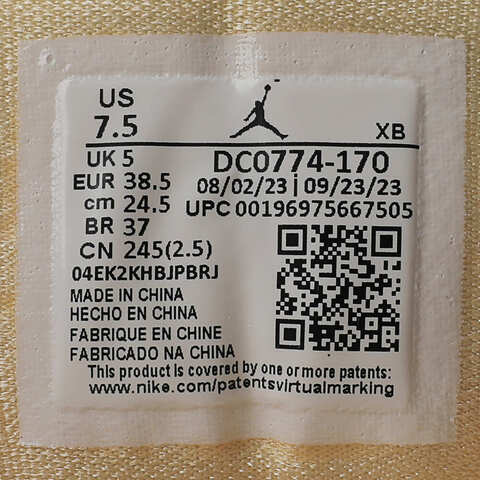 US
7.5
XB
UK 5
DC0774-170
EUR 38.5
08/02/23 | 09/23/23
cm 24.5
UPC 00196975667505
BR 37
CN 245(2.5)
04EK2KHBJPBRJ
MADE IN CHINA
HECHO EN CHINA
FABRIQUE EN CHINE
FABRICADO NA CHINA
This product is covered by one or more patents:
www.nike.com/patentsvirtualmarking